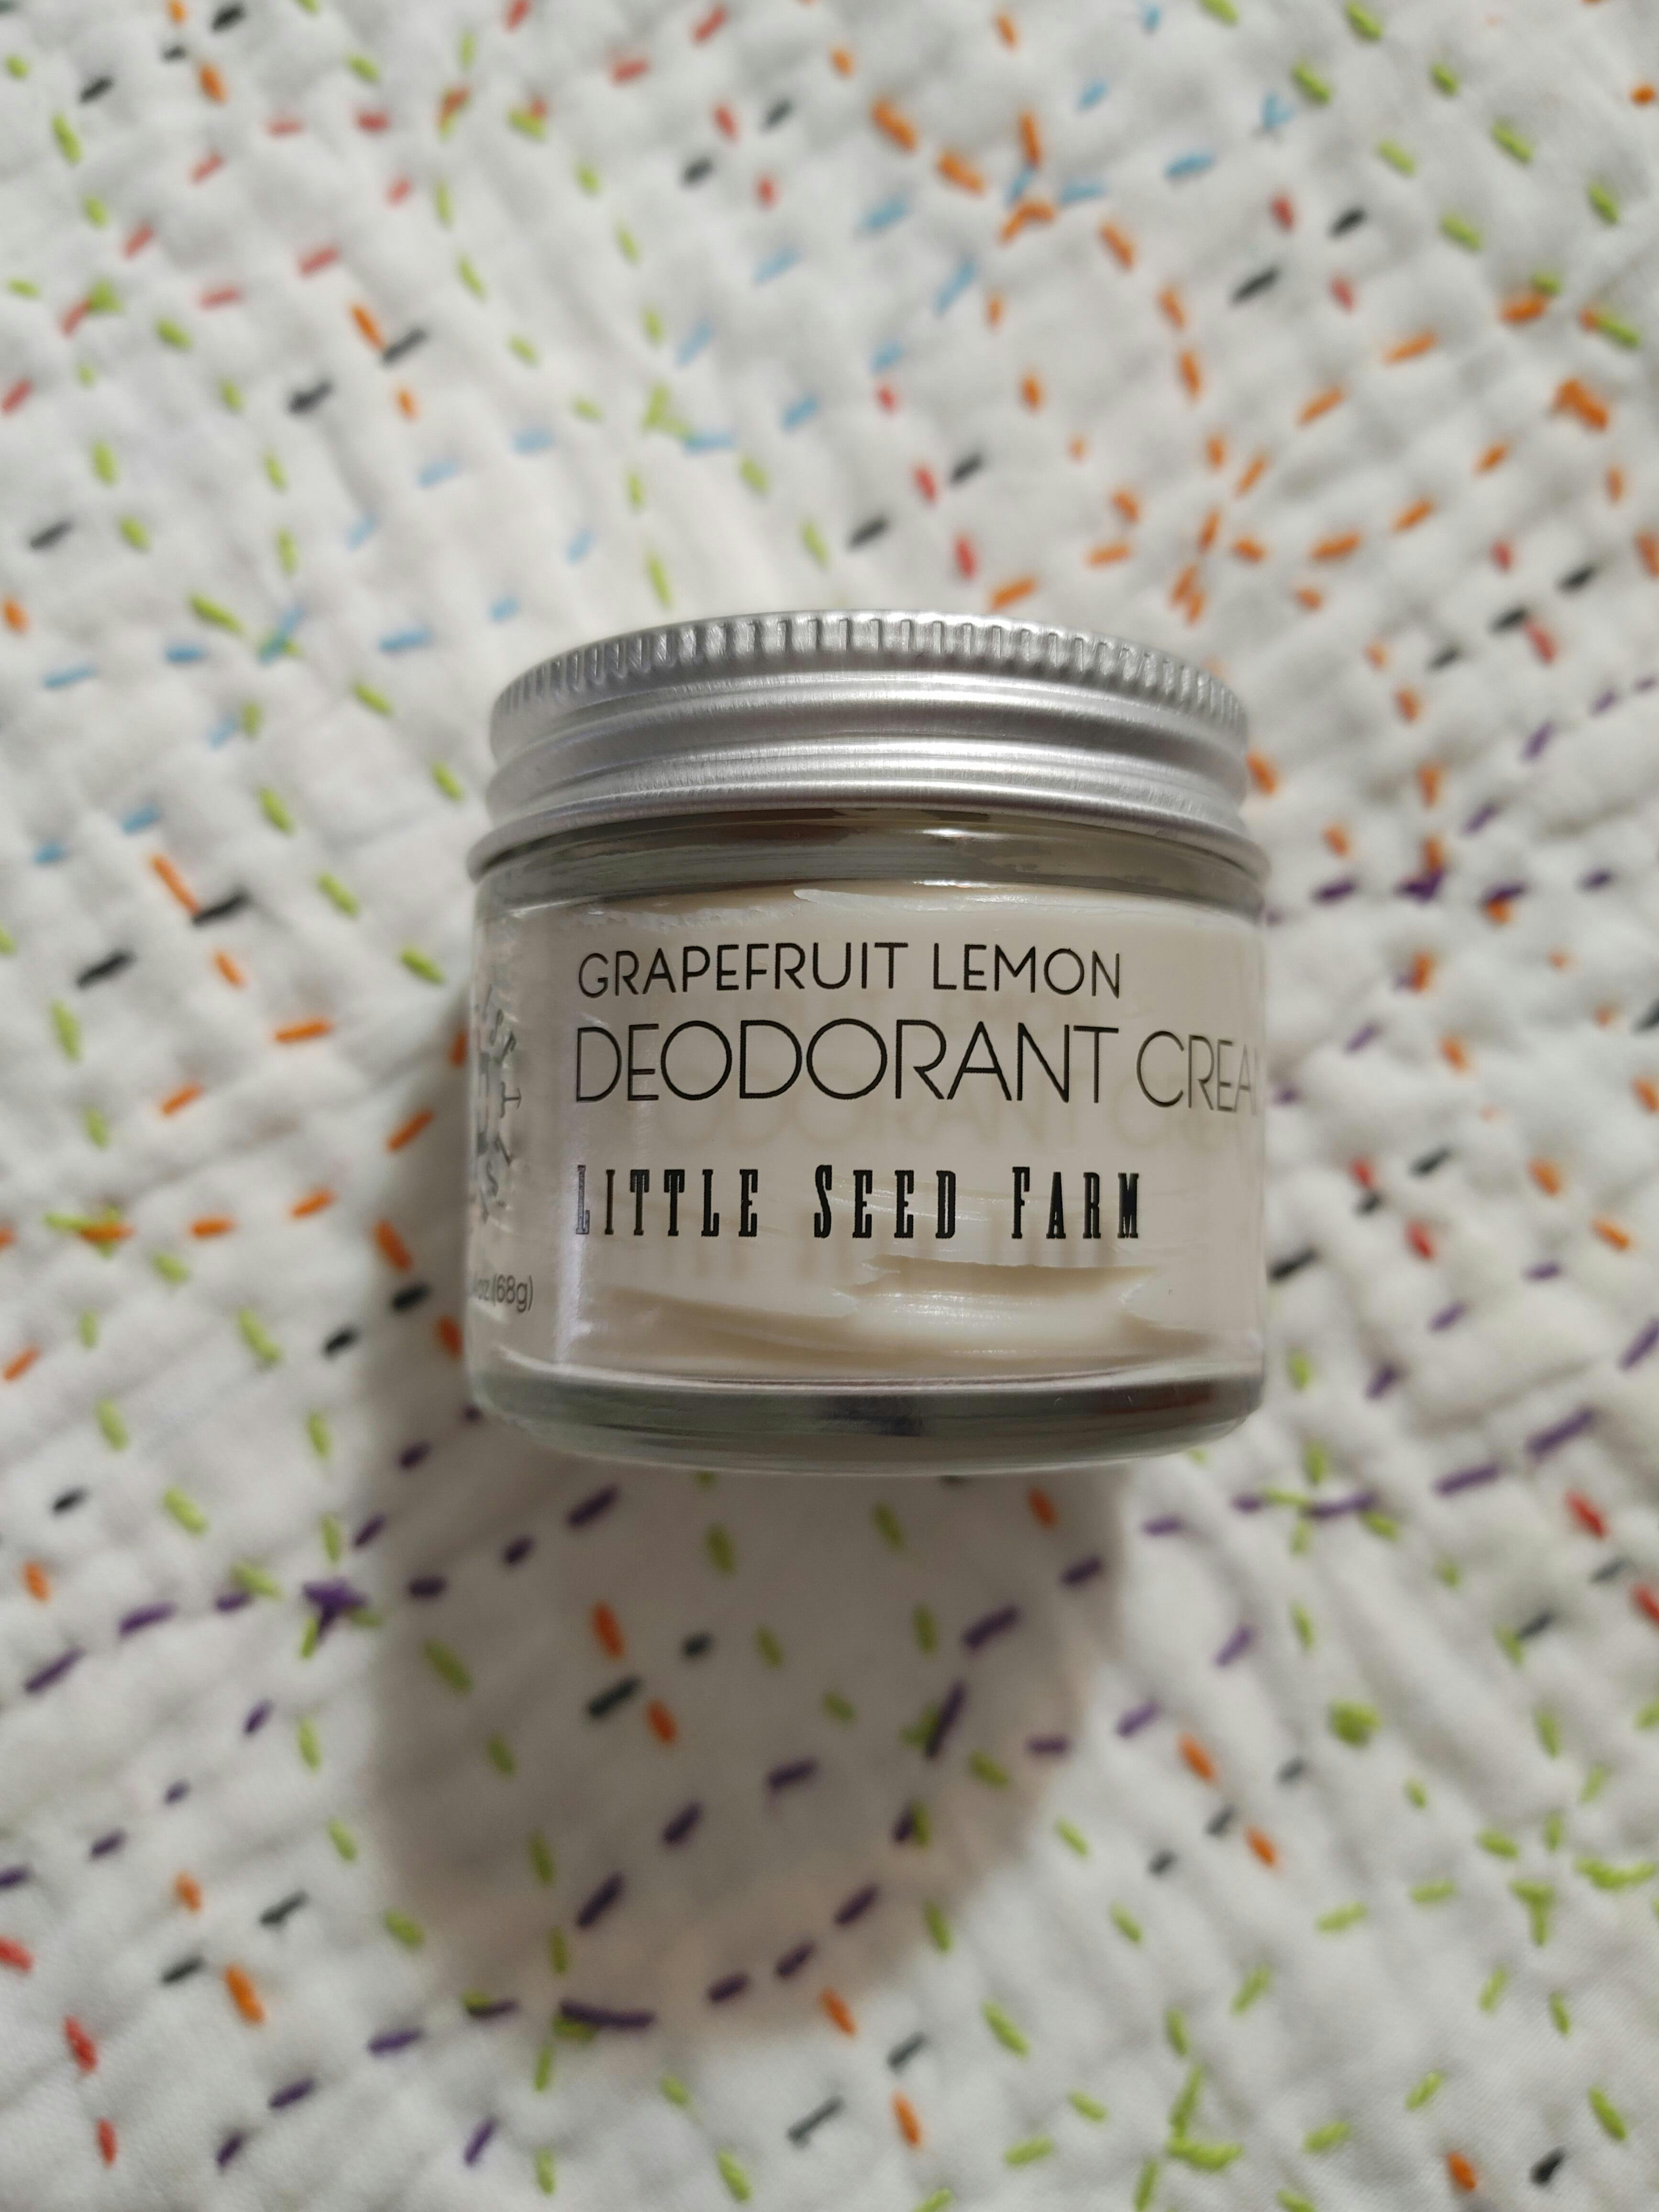 GRAPEFRUIT LEMON
DEODORANT CREA
LITTLE SEED FARM
oz.(68g)